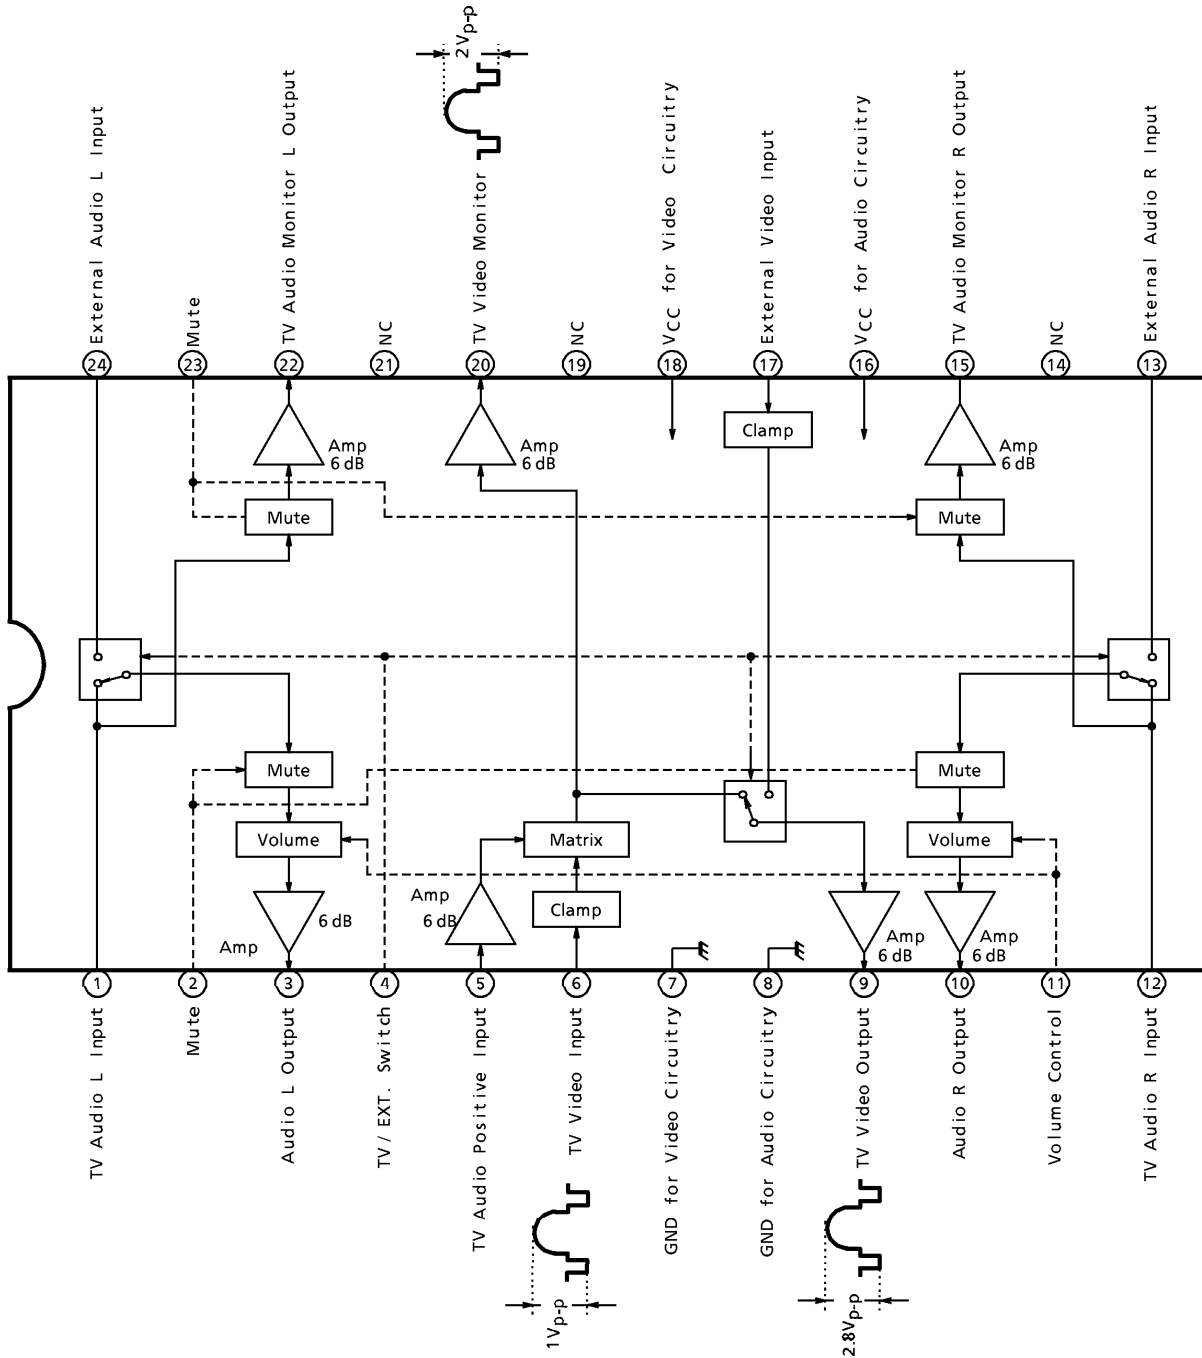 2Vp-p
External Audio L Input
Mute
TV Audio Monitor L Output
NC
TV Video Monitor
NC
VCC for Video Circuitry
External Video Input
VCC for Audio Circuitry
TV Audio Monitor R Output
NC
External Audio R Input
24 23 22 21 20 19 18 17 16 15 14 13
Clamp
Amp
6 dB
Amp
6 dB
Amp
6 dB
Mute
Mute
Mute
Mute
Volume
Matrix
Volume
Amp
6 dB
Amp
6 dB
Clamp
Amp
6 dB
Amp
6 dB
1 2 3 4 5 6 7 8 9 10 11 12
TV Audio L Input
Mute
Audio L Output
TV / EXT. Switch
TV Audio Positive Input
TV Video Input
GND for Video Circuitry
GND for Audio Circuitry
TV Video Output
Audio R Output
Volume Control
TV Audio R Input
1Vp-p
2.8Vp-p